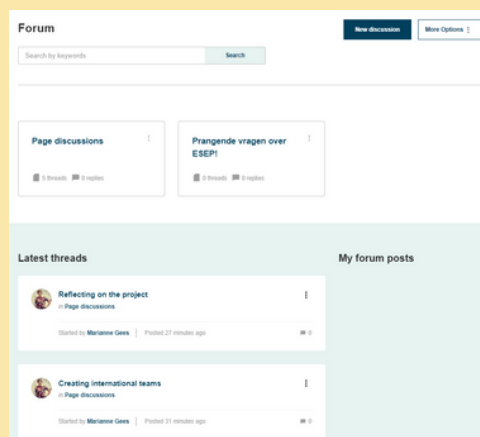 Forum
New discussion
More Options
Search by keywords
Search
Page discussions
5 threads 0 replies
Prangende vragen over
ESEP!
0 threads 0 replies
Latest threads
My forum posts
Reflecting on the project
in Page discussions
Started by Marianne Gees | Posted 27 minutes ago
0
Creating international teams
in Page discussions
Started by Marianne Gees | Posted 31 minutes ago
0